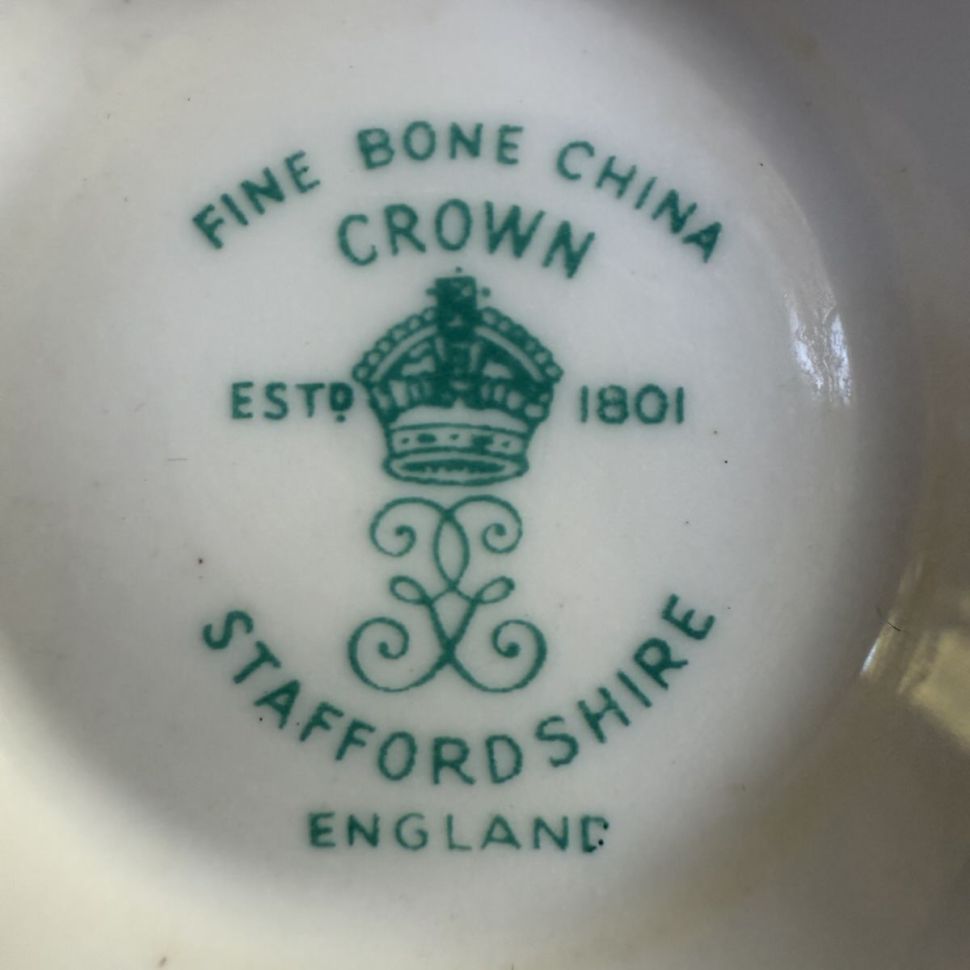 FINE BONE CHINA
CROWN
ESTD 1801
STAFFORDSHIRE
ENGLAND